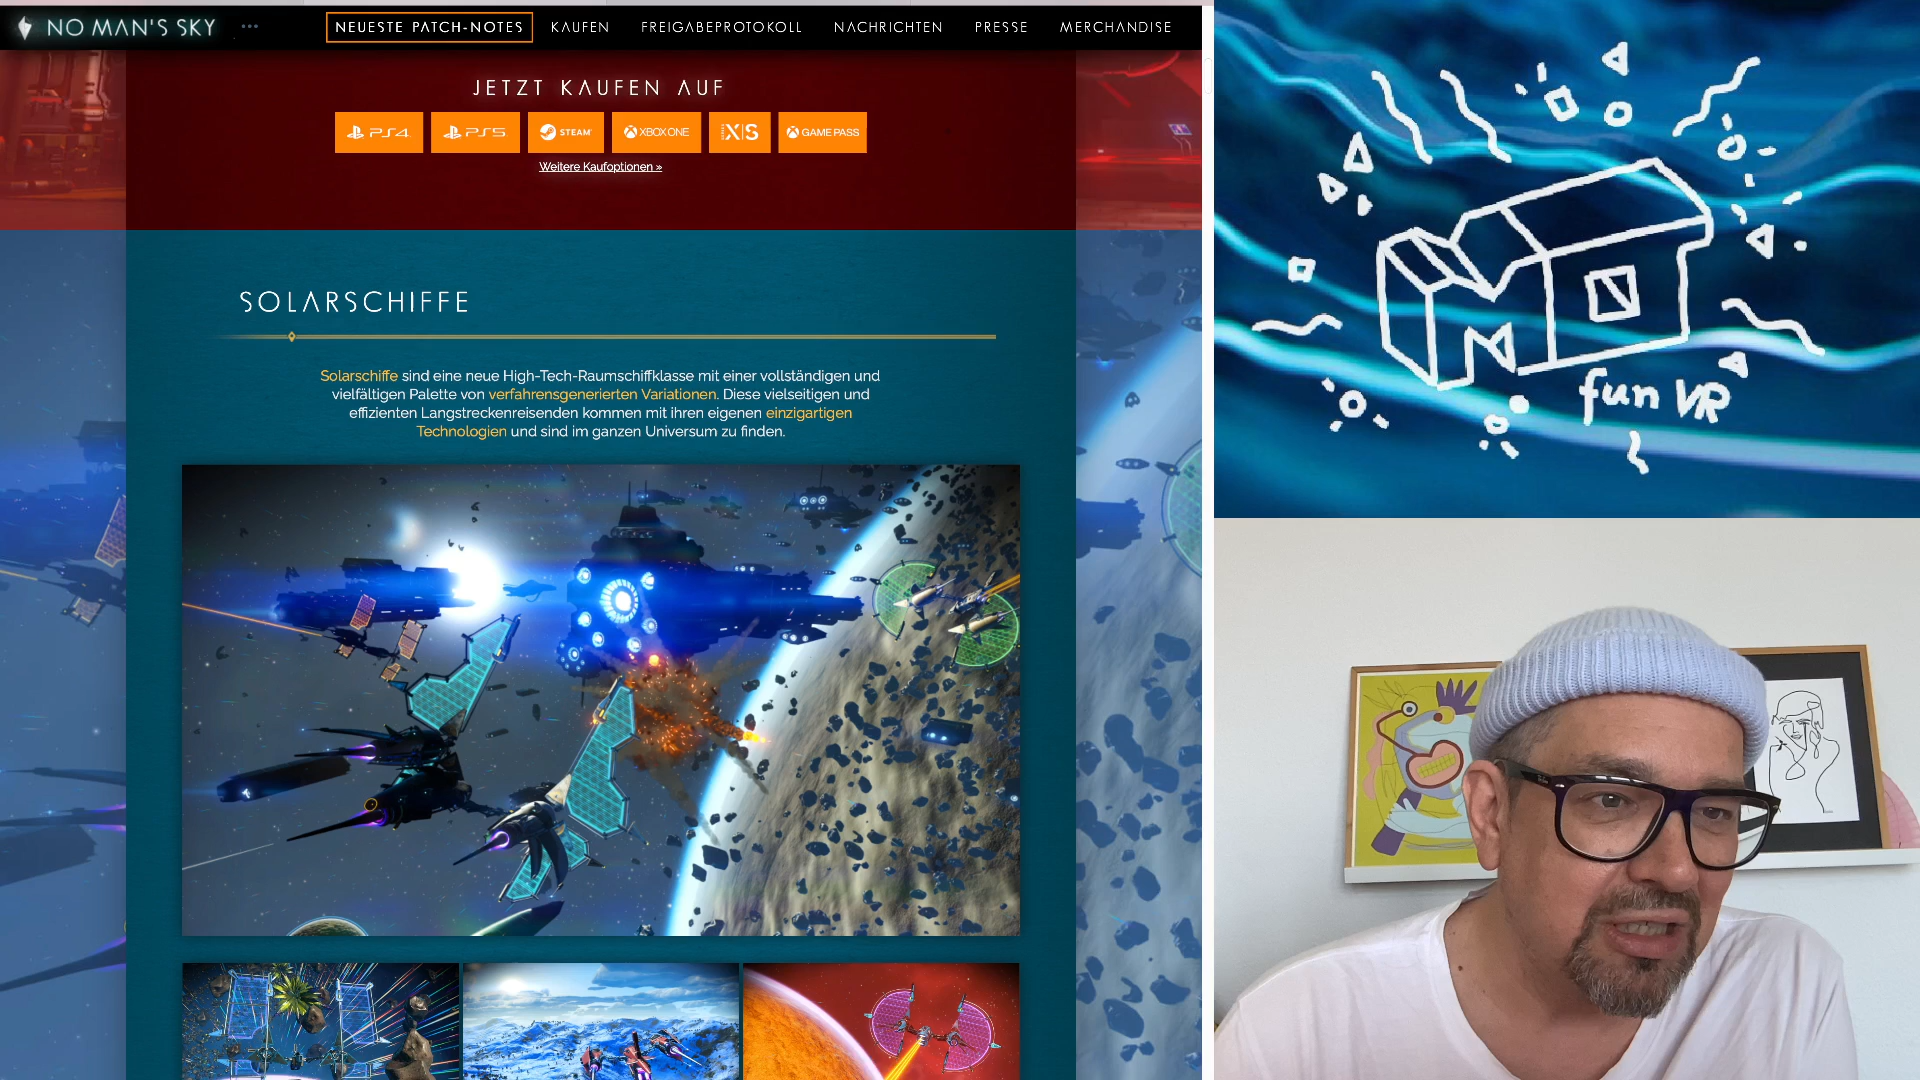 NO MAN'S SKY
NEUESTE PATCH-NOTES
KAUFEN
FREIGABEPROTOKOLL
NACHRICHTEN
PRESSE
MERCHANDISE
JETZT KAUFEN AUF
PS4
PS5
STEAM
XBOX ONE
X|S
GAME PASS
Weitere Kaufoptionen »
SOLARSCHIFFE
Solarschiffe sind eine neue High-Tech-Raumschiffklasse mit einer vollständigen und
vielfältigen Palette von verfahrensgenerierten Variationen. Diese vielseitigen und
effizienten Langstreckenreisenden kommen mit ihren eigenen einzigartigen
Technologien und sind im ganzen Universum zu finden.
fun VR